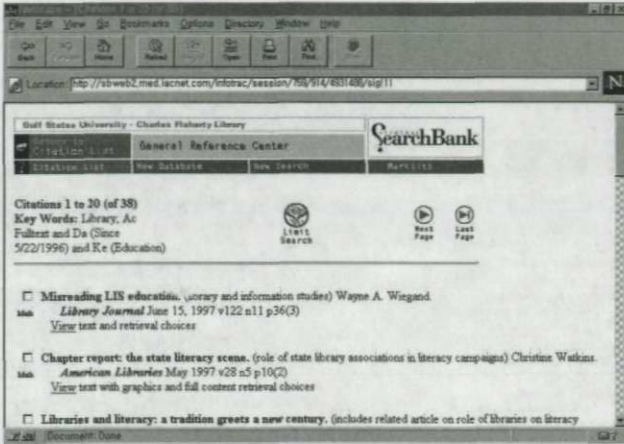 File Edit View Go Bookmarks Options Directory Window Help
Back Home Reload Open Print Find
Location: http://sbweb2.med.iacnet.com/infotrac/session/
Gulf States University - Charles Flaherty Library
Return to Citation List General Reference Center SearchBank
Citation List New Database New Search Marklist
Citations 1 to 20 (of 38)
Key Words: Library, Ac
Fulltext and Da (Since
5/22/1996) and Ke (Education)
Limit Search
Next Page
Last Page
Misreading LIS education. (library and information studies) Wayne A. Wiegand.
Mark Library Journal June 15, 1997 v122 n11 p36(3)
View text and retrieval choices
Chapter report: the state literacy scene. (role of state library associations in literacy campaigns) Christine Watkins.
Mark American Libraries May 1997 v28 n5 p10(2)
View text with graphics and full content retrieval choices
Libraries and literacy: a tradition greets a new century. (includes related article on role of libraries on literacy
Document: Done